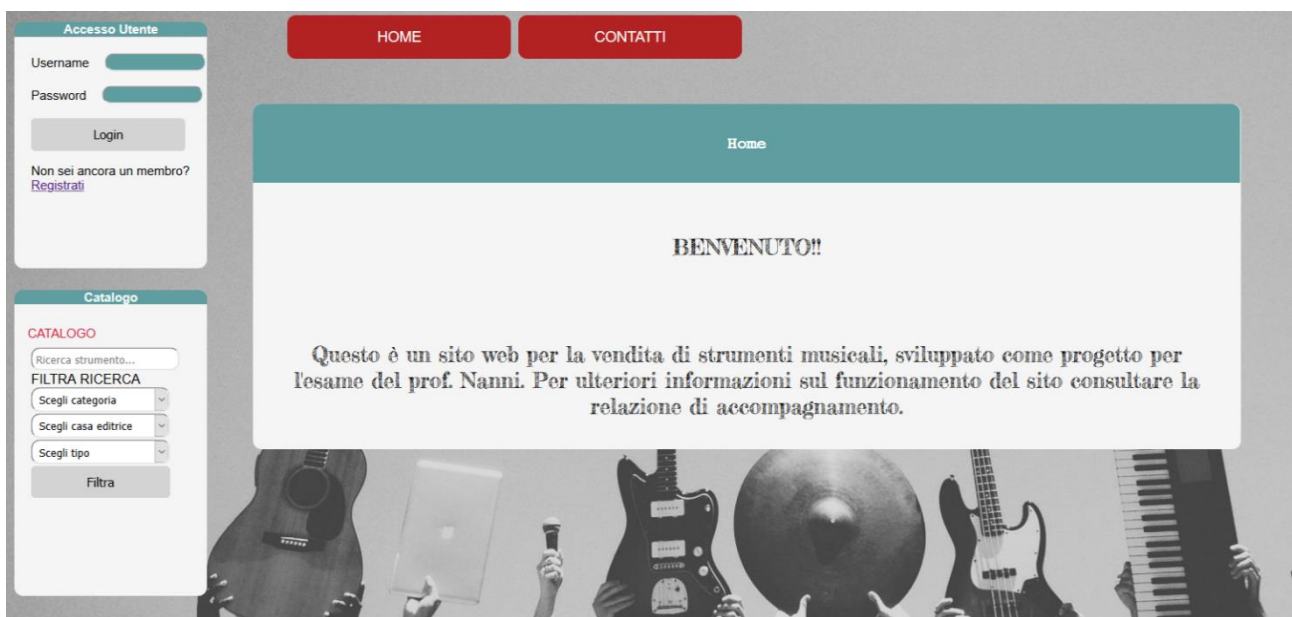 Accesso Utente
Username
Password
Login
Non sei ancora un membro?
Registrati
Catalogo
CATALOGO
Ricerca strumento...
FILTRA RICERCA
Scegli categoria
Scegli casa editrice
Scegli tipo
Filtra
HOME
CONTATTI
Home
BENVENUTO!!
Questo è un sito web per la vendita di strumenti musicali, sviluppato come progetto per
l'esame del prof. Nanni. Per ulteriori informazioni sul funzionamento del sito consultare la
relazione di accompagnamento.